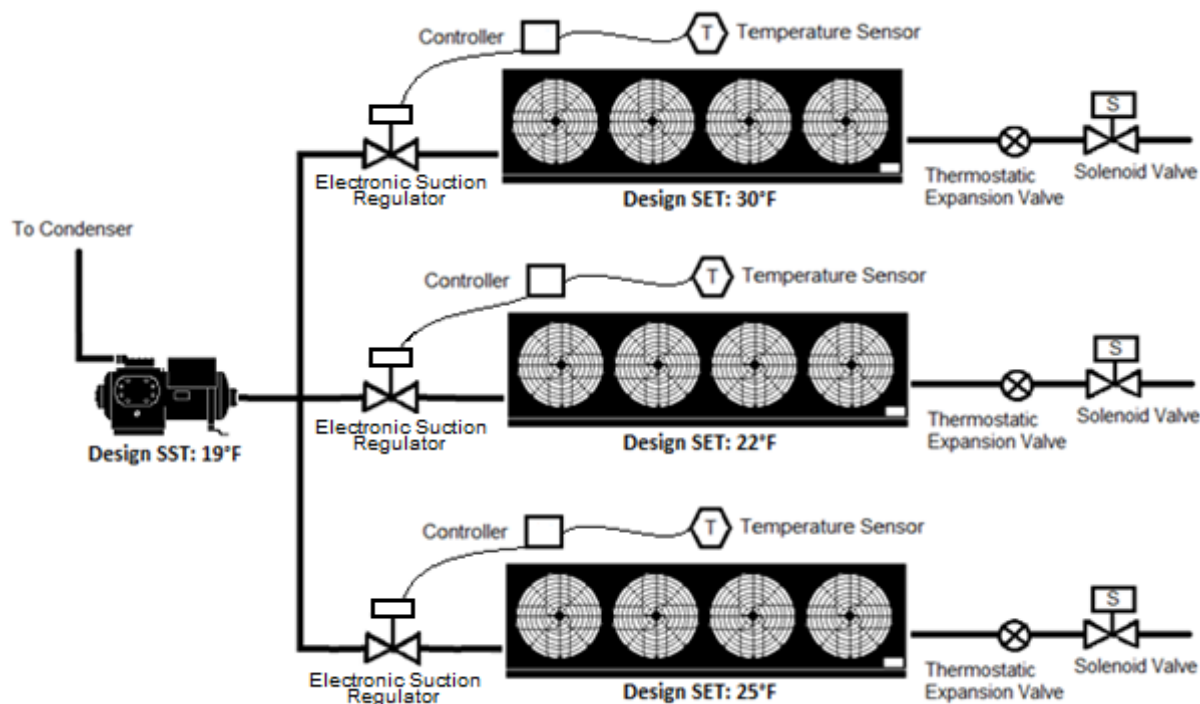 Controller
T
Temperature Sensor
S
Electronic Suction
Regulator
Design SET: 30°F
Thermostatic
Expansion Valve
Solenoid Valve
To Condenser
Controller
T
Temperature Sensor
S
Design SST: 19°F
Electronic Suction
Regulator
Design SET: 22°F
Thermostatic
Expansion Valve
Solenoid Valve
Controller
T
Temperature Sensor
S
Electronic Suction
Regulator
Design SET: 25°F
Thermostatic
Expansion Valve
Solenoid Valve